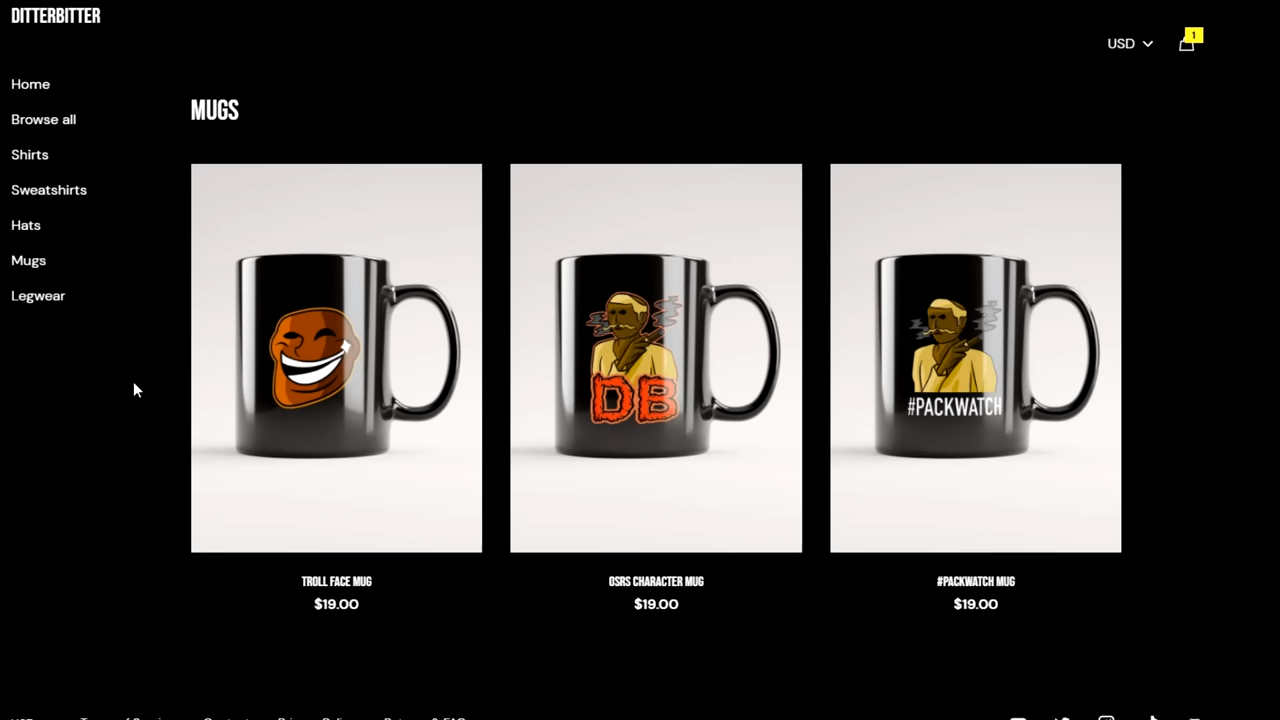 DITTERBITTER
USD
1
Home
Browse all
Shirts
Sweatshirts
Hats
Mugs
Legwear
MUGS
DB
#PACKWATCH
TROLL FACE MUG
$19.00
OSRS CHARACTER MUG
$19.00
#PACKWATCH MUG
$19.00